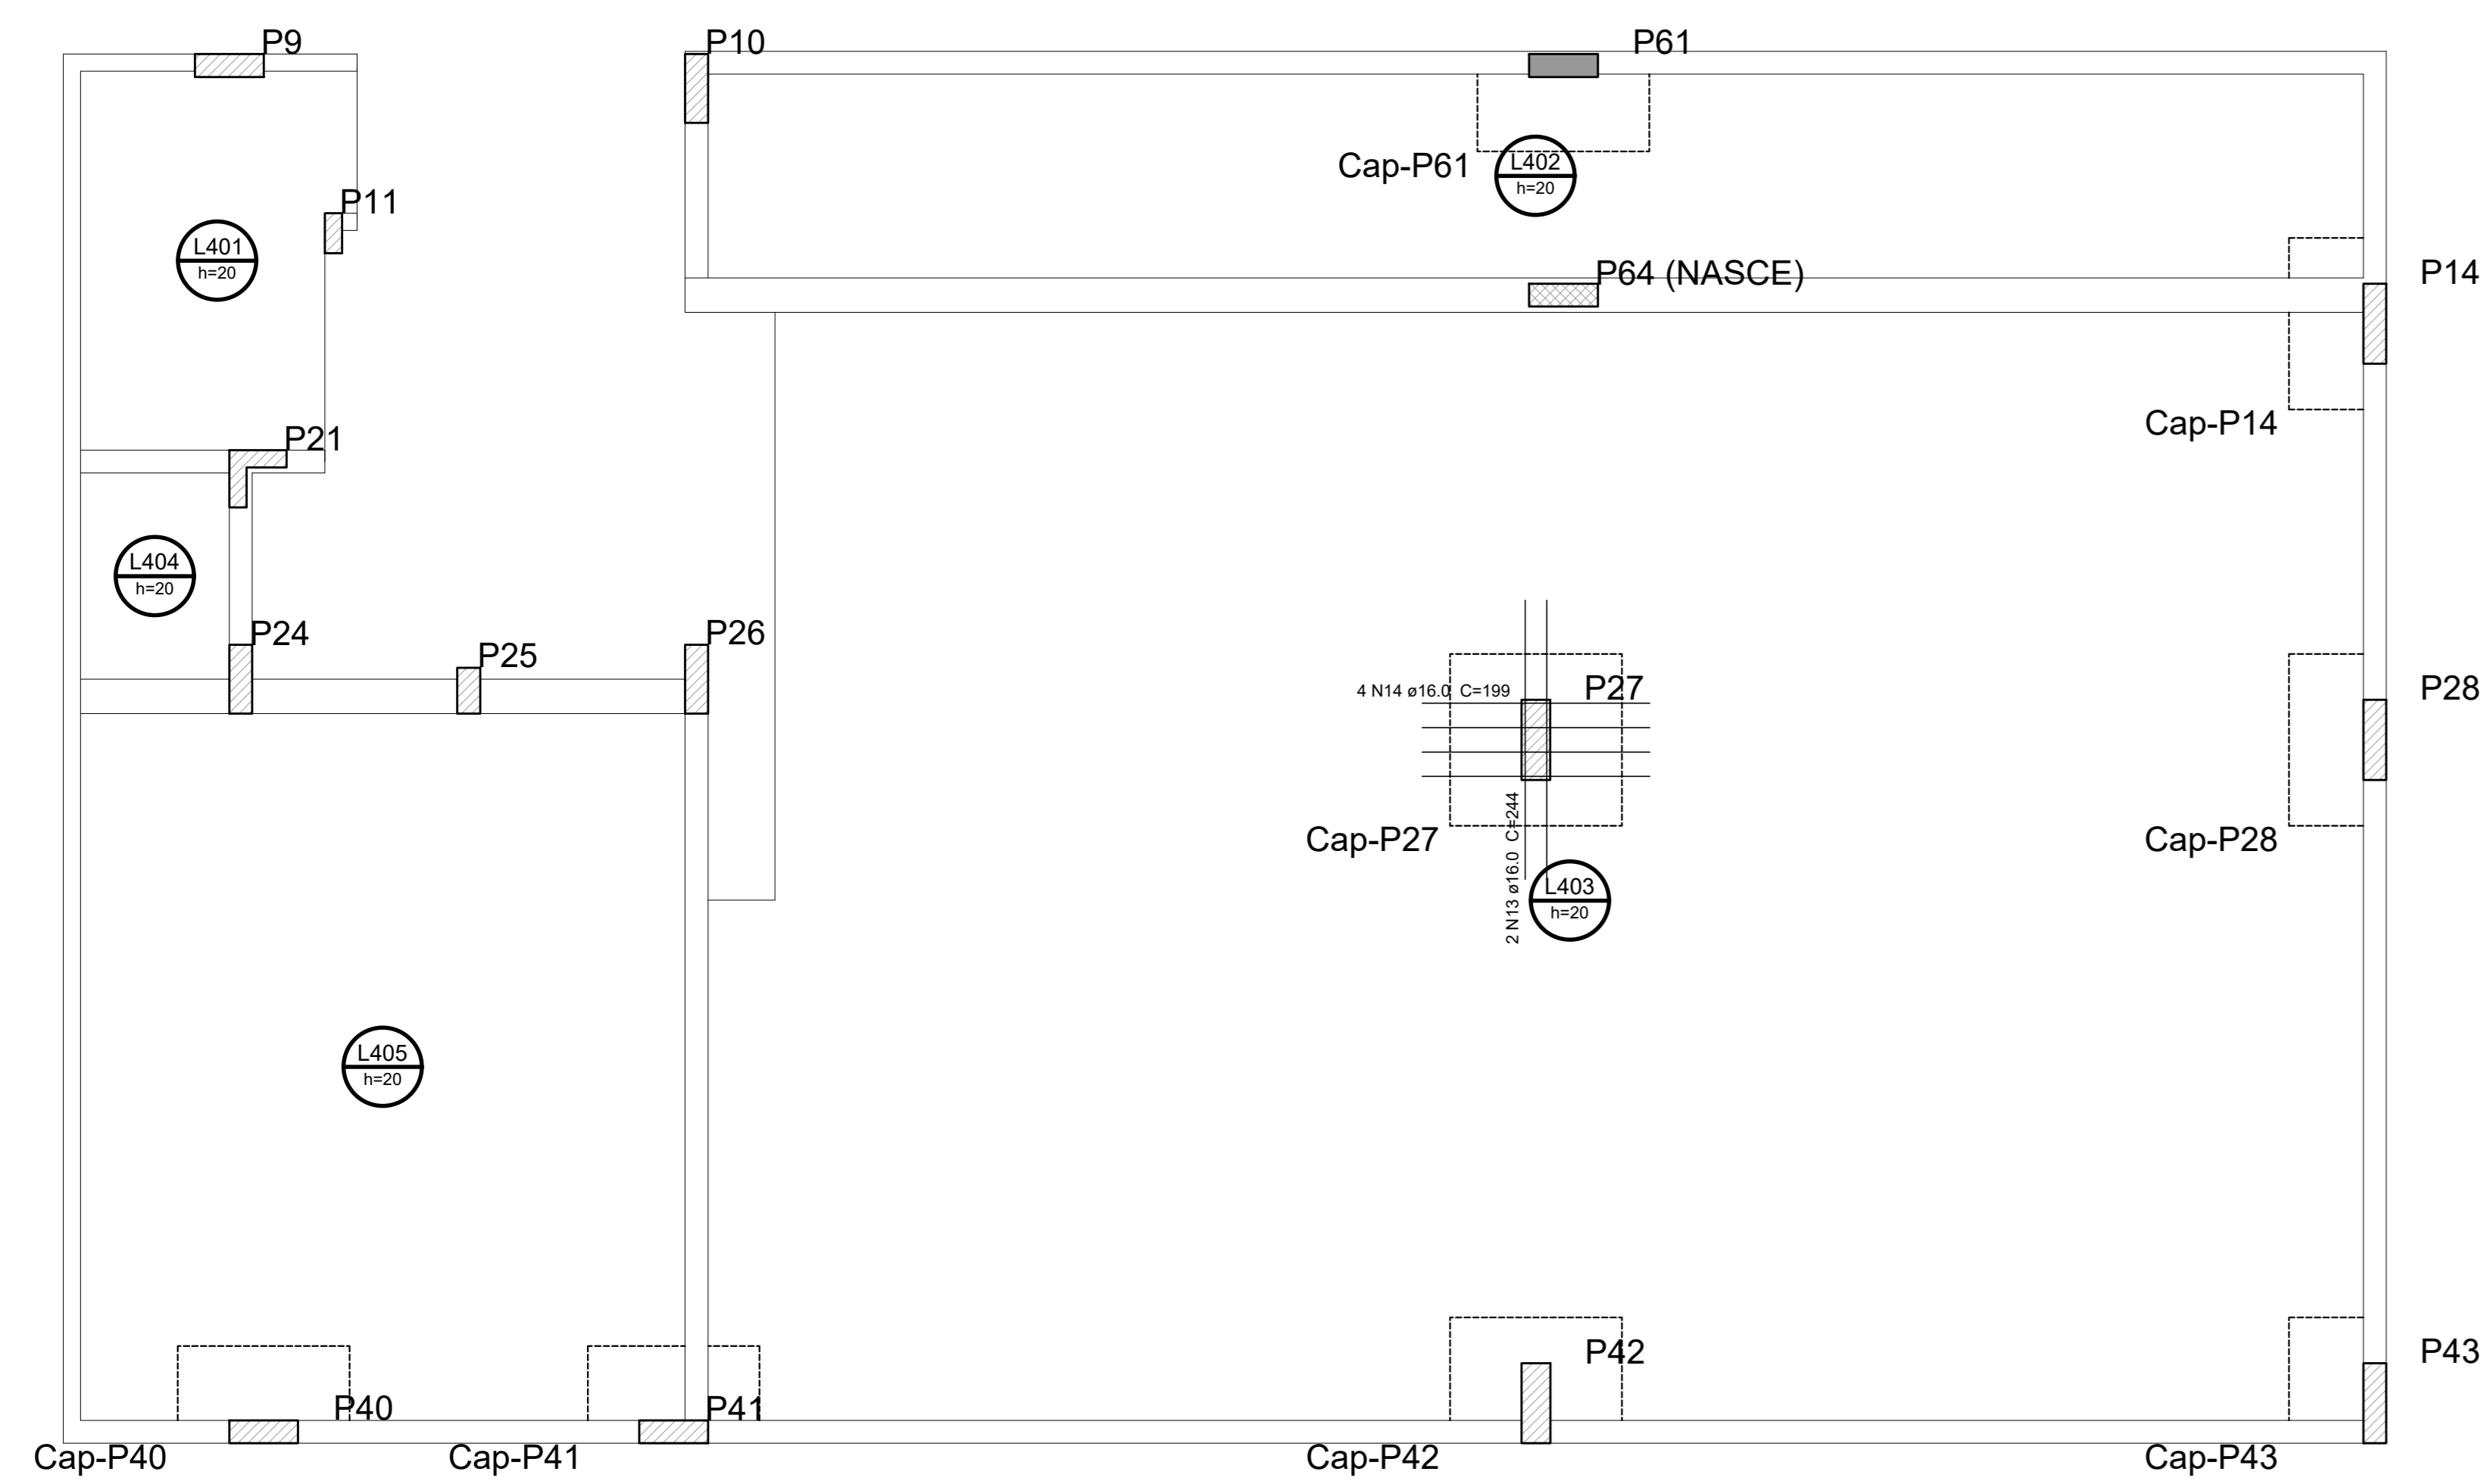 P9
P10
P61
Cap-P61
L402
h=20
P11
L401
h=20
P64 (NASCE)
P14
Cap-P14
P21
L404
h=20
P24
P25
P26
4 N14 ø16.0 C=199
P27
P28
Cap-P27
2 N13 ø16.0 C=244
Cap-P28
L403
h=20
L405
h=20
P42
P43
P40
P41
Cap-P40
Cap-P41
Cap-P42
Cap-P43